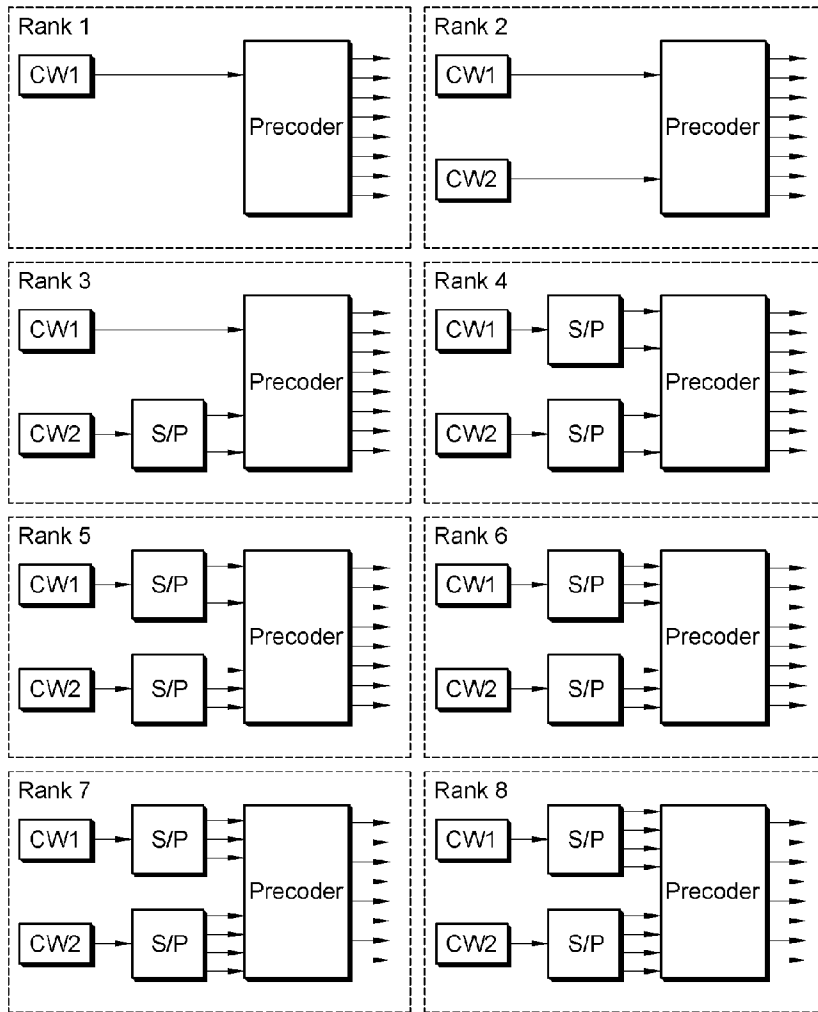 Rank 1
CW1
Precoder
Rank 2
CW1
CW2
Precoder
Rank 3
CW1
CW2
S/P
Precoder
Rank 4
CW1
S/P
CW2
S/P
Precoder
Rank 5
CW1
S/P
CW2
S/P
Precoder
Rank 6
CW1
S/P
CW2
S/P
Precoder
Rank 7
CW1
S/P
CW2
S/P
Precoder
Rank 8
CW1
S/P
CW2
S/P
Precoder